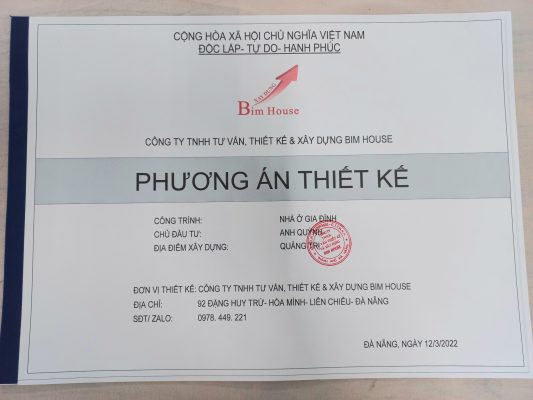 CỘNG HÒA XÃ HỘI CHỦ NGHĨA VIỆT NAM
ĐỘC LẬP- TỰ DO- HẠNH PHÚC
XÂY DỰNG
Bim House
CÔNG TY TNHH TƯ VẤN, THIẾT KẾ & XÂY DỰNG BIM HOUSE
PHƯƠNG ÁN THIẾT KẾ
CÔNG TRÌNH: NHÀ Ở GIA ĐÌNH
CHỦ ĐẦU TƯ: ANH QUỲNH
ĐỊA ĐIỂM XÂY DỰNG: QUẢNG TRỊ
BIM HOUSE
ĐƠN VỊ THIẾT KẾ: CÔNG TY TNHH TƯ VẤN, THIẾT KẾ & XÂY DỰNG BIM HOUSE
ĐỊA CHỈ: 92 ĐẶNG HUY TRỨ- HÒA MINH- LIÊN CHIỂU- ĐÀ NẴNG
SĐT/ ZALO: 0978. 449. 221
ĐÀ NẴNG, NGÀY 12/3/2022